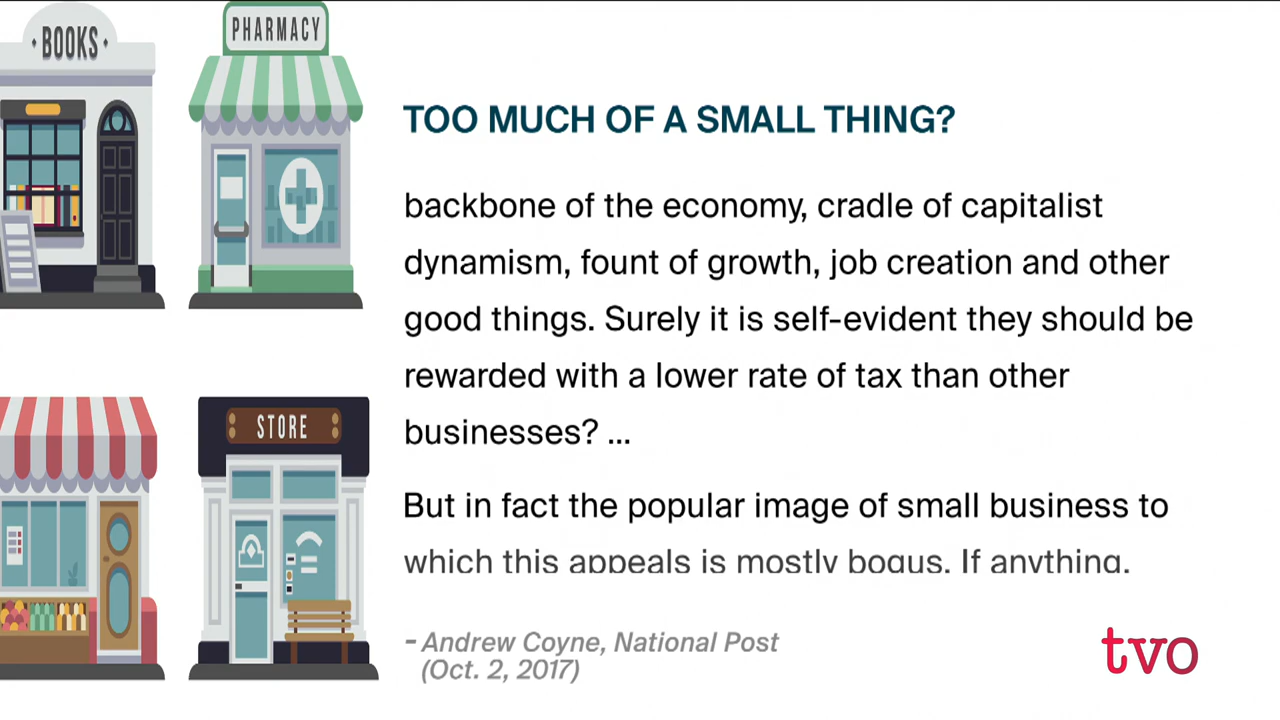 BOOKS
PHARMACY
TOO MUCH OF A SMALL THING?
backbone of the economy, cradle of capitalist
dynamism, fount of growth, job creation and other
good things. Surely it is self-evident they should be
rewarded with a lower rate of tax than other
businesses? ...
STORE
But in fact the popular image of small business to
which this appeals is mostly bogus. If anything,
- Andrew Coyne, National Post
(Oct. 2, 2017)
tvo